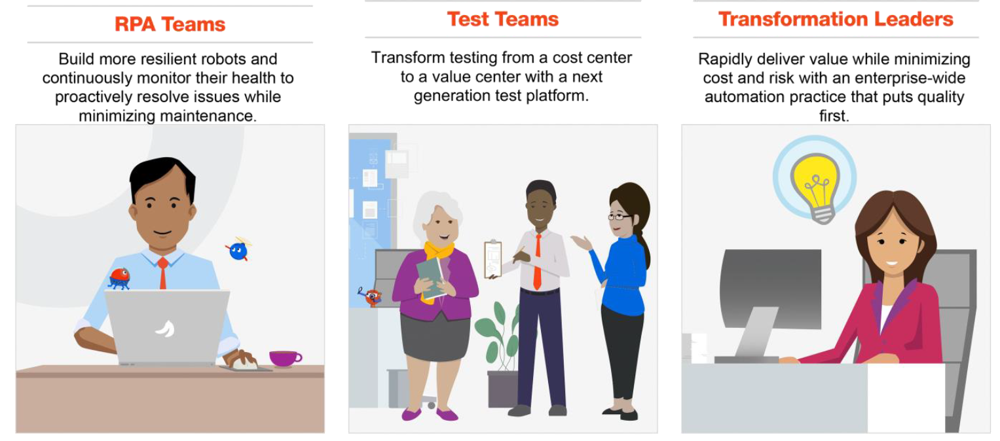 RPA Teams
Build more resilient robots and
continuously monitor their health to
proactively resolve issues while
minimizing maintenance.
Test Teams
Transform testing from a cost center
to a value center with a next
generation test platform.
Transformation Leaders
Rapidly deliver value while minimizing
cost and risk with an enterprise-wide
automation practice that puts quality
first.